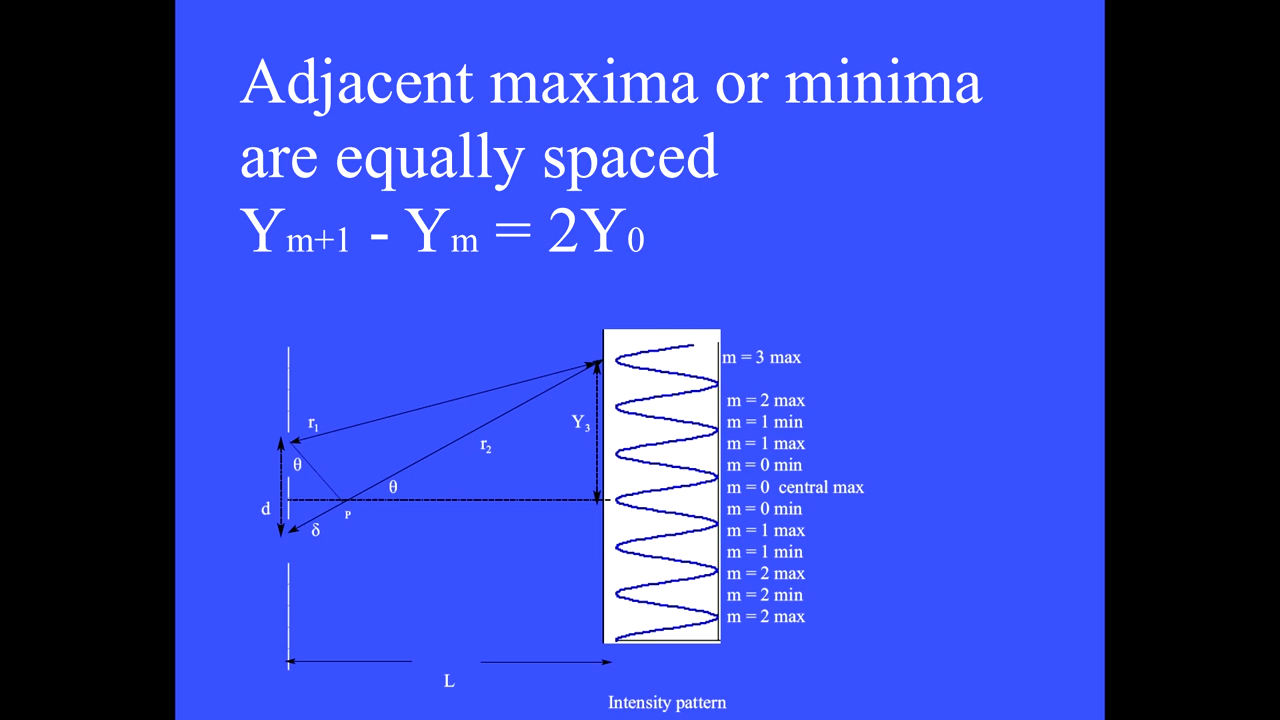 Adjacent maxima or minima
are equally spaced
Ym+1 - Ym = 2Y0
m = 3 max
m = 2 max
r1
Y3
m = 1 min
r2
m = 1 max
θ
m = 0 min
θ
m = 0 central max
d
P
m = 0 min
δ
m = 1 max
m = 1 min
m = 2 max
m = 2 min
m = 2 max
L
Intensity pattern